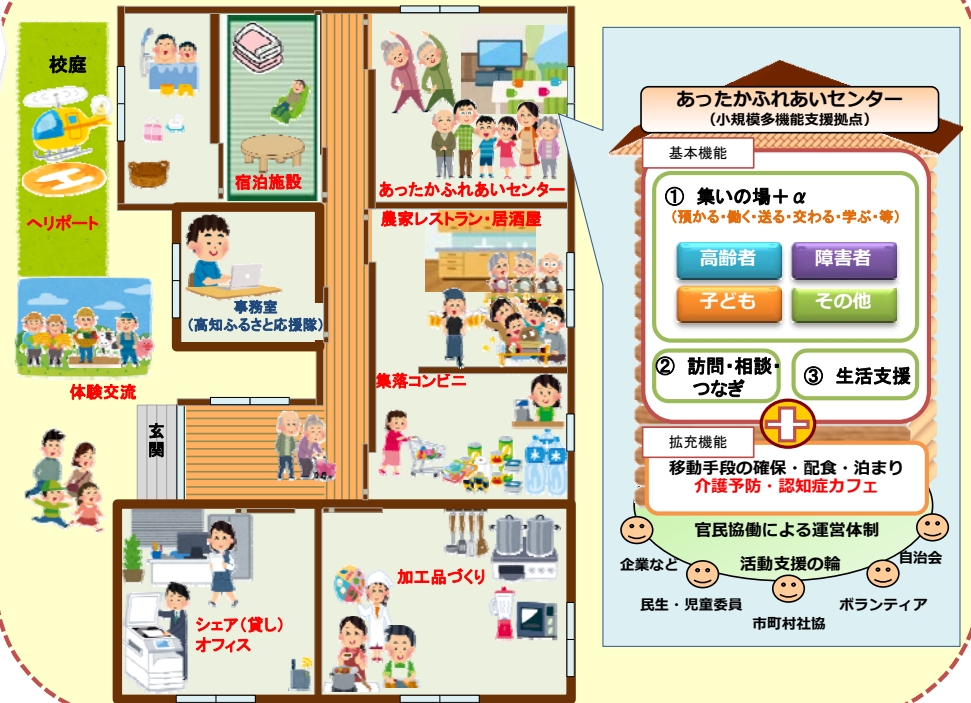 校庭
ヘリポート
体験交流
宿泊施設
事務室
(高知ふるさと応援隊)
玄関
あったかふれあいセンター
農家レストラン・居酒屋
集落コンビニ
シェア(貸し)
オフィス
加工品づくり
あったかふれあいセンター
(小規模多機能支援拠点)
基本機能
① 集いの場+α
(預かる・働く・送る・交わる・学ぶ・等)
高齢者
障害者
子ども
その他
② 訪問・相談・
つなぎ
③ 生活支援
拡充機能
移動手段の確保・配食・泊まり
介護予防・認知症カフェ
官民協働による運営体制
活動支援の輪
企業など
自治会
民生・児童委員
ボランティア
市町村社協